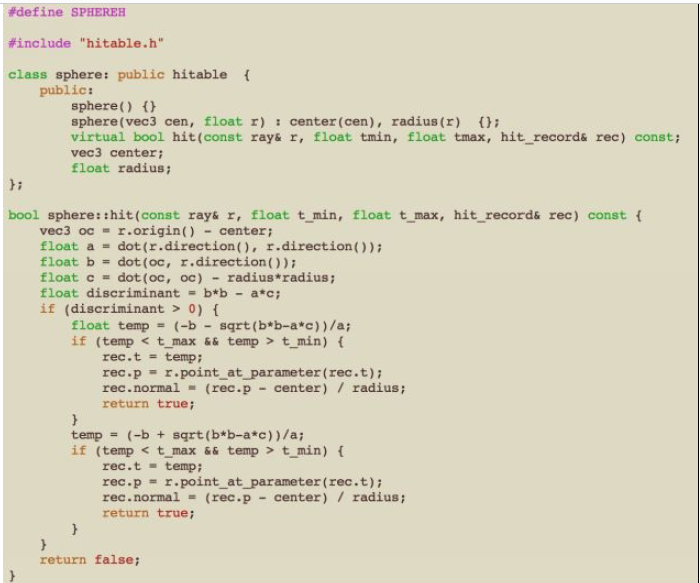 #define SPHEREH
#include "hitable.h"
class sphere: public hitable {
public:
sphere() {}
sphere(vec3 cen, float r) : center(cen), radius(r) {};
virtual bool hit(const ray& r, float tmin, float tmax, hit_record& rec) const;
vec3 center;
float radius;
};
bool sphere::hit(const ray& r, float t_min, float t_max, hit_record& rec) const {
vec3 oc = r.origin() - center;
float a = dot(r.direction(), r.direction());
float b = dot(oc, r.direction());
float c = dot(oc, oc) - radius*radius;
float discriminant = b*b - a*c;
if (discriminant > 0) {
float temp = (-b - sqrt(b*b-a*c))/a;
if (temp < t_max && temp > t_min) {
rec.t = temp;
rec.p = r.point_at_parameter(rec.t);
rec.normal = (rec.p - center) / radius;
return true;
}
temp = (-b + sqrt(b*b-a*c))/a;
if (temp < t_max && temp > t_min) {
rec.t = temp;
rec.p = r.point_at_parameter(rec.t);
rec.normal = (rec.p - center) / radius;
return true;
}
}
return false;
}